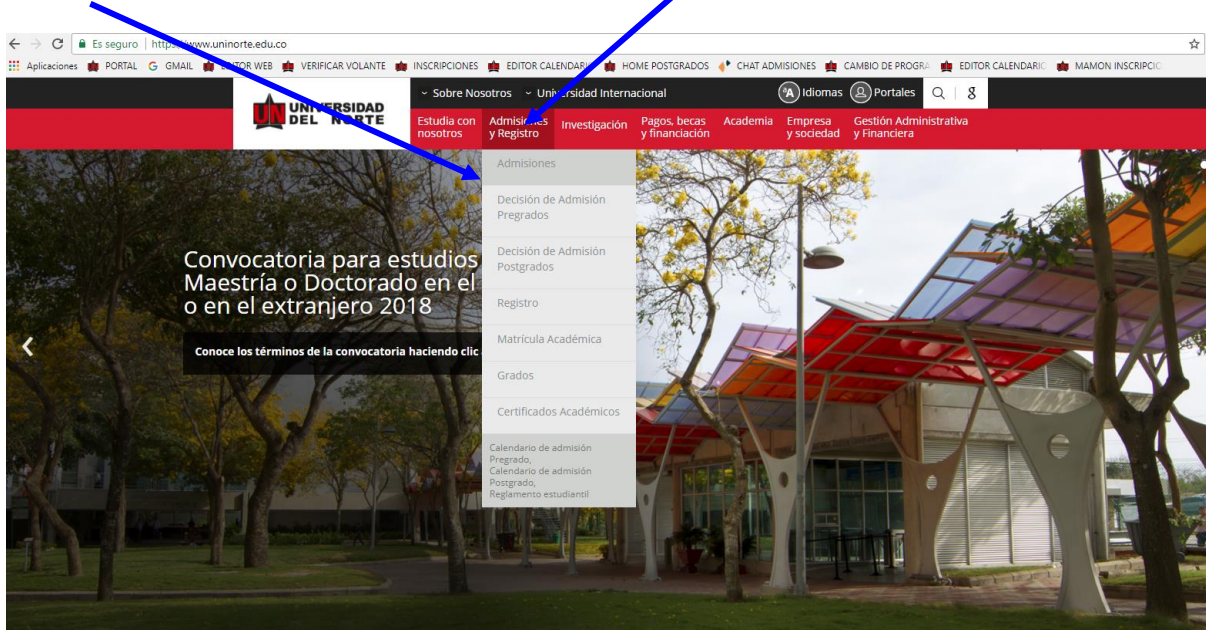 Es seguro | https://www.uninorte.edu.co
Aplicaciones PORTAL GMAIL EDITOR WEB VERIFICAR VOLANTE INSCRIPCIONES EDITOR CALENDARIO HOME POSTGRADOS CHAT ADMISIONES CAMBIO DE PROGRA EDITOR CALENDARIO MAMON INSCRIPCIO
Sobre Nosotros Universidad Internacional Idiomas Portales
UN UNIVERSIDAD
DEL NORTE
Estudia con
nosotros
Admisiones
y Registro
Investigación
Pagos, becas
y financiación
Academia
Empresa
y sociedad
Gestión Administrativa
y Financiera
Admisiones
Decisión de Admisión
Pregrados
Decisión de Admisión
Postgrados
Registro
Matrícula Académica
Grados
Certificados Académicos
Calendario de admisión
Pregrado,
Calendario de admisión
Postgrado,
Reglamento estudiantil
Convocatoria para estudios
Maestría o Doctorado en el
o en el extranjero 2018
Conoce los términos de la convocatoria haciendo clic